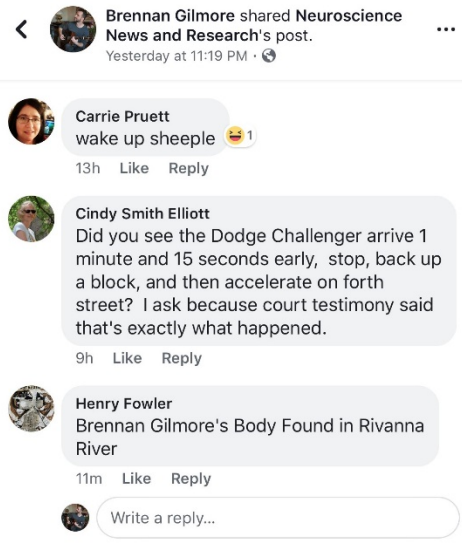 Brennan Gilmore shared Neuroscience
News and Research's post.
Yesterday at 11:19 PM ·
Carrie Pruett
wake up sheeple
1
13h Like Reply
Cindy Smith Elliott
Did you see the Dodge Challenger arrive 1
minute and 15 seconds early, stop, back up
a block, and then accelerate on forth
street? I ask because court testimony said
that's exactly what happened.
9h Like Reply
Henry Fowler
Brennan Gilmore's Body Found in Rivanna
River
11m Like Reply
Write a reply...